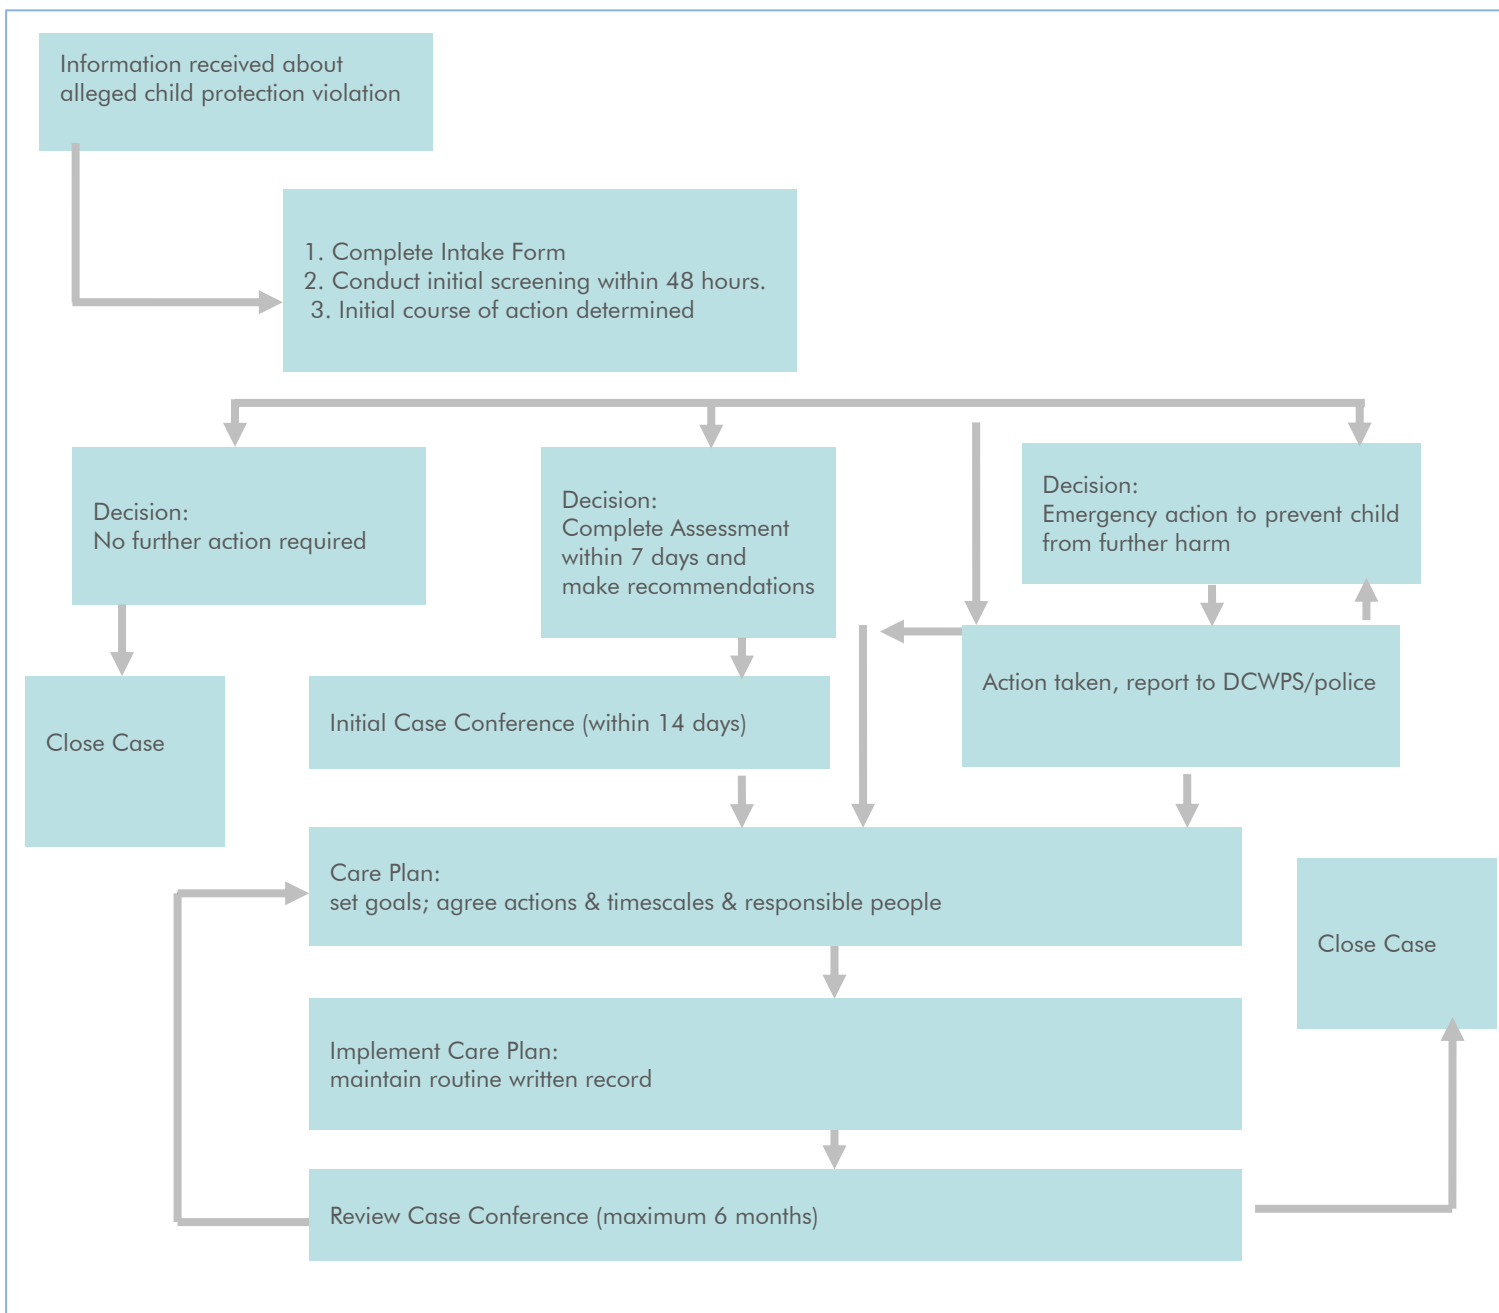 Information received about
alleged child protection violation
1. Complete Intake Form
2. Conduct initial screening within 48 hours.
3. Initial course of action determined
Decision:
No further action required
Decision:
Complete Assessment
within 7 days and
make recommendations
Decision:
Emergency action to prevent child
from further harm
Close Case
Initial Case Conference (within 14 days)
Action taken, report to DCWPS/police
Care Plan:
set goals; agree actions & timescales & responsible people
Close Case
Implement Care Plan:
maintain routine written record
Review Case Conference (maximum 6 months)